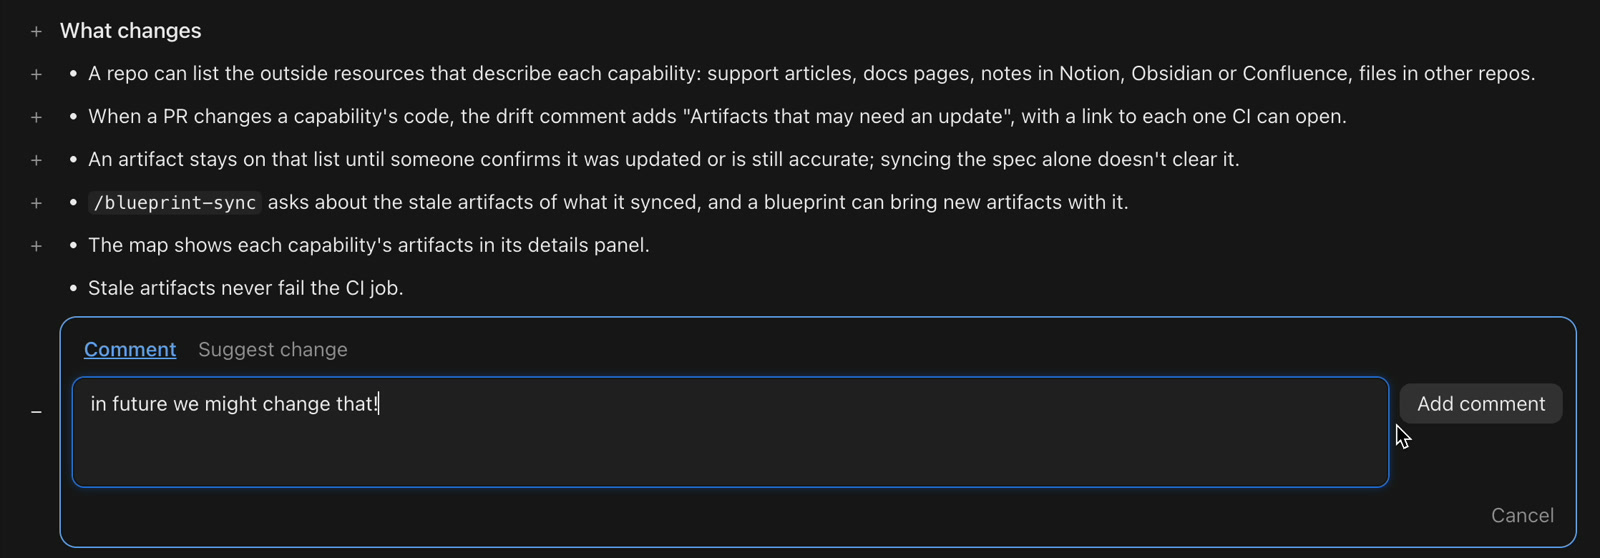 What changes
• A repo can list the outside resources that describe each capability: support articles, docs pages, notes in Notion, Obsidian or Confluence, files in other repos.
• When a PR changes a capability's code, the drift comment adds "Artifacts that may need an update", with a link to each one CI can open.
• An artifact stays on that list until someone confirms it was updated or is still accurate; syncing the spec alone doesn't clear it.
• /blueprint-sync asks about the stale artifacts of what it synced, and a blueprint can bring new artifacts with it.
• The map shows each capability's artifacts in its details panel.
• Stale artifacts never fail the CI job.
Comment Suggest change
in future we might change that!
Add comment
Cancel